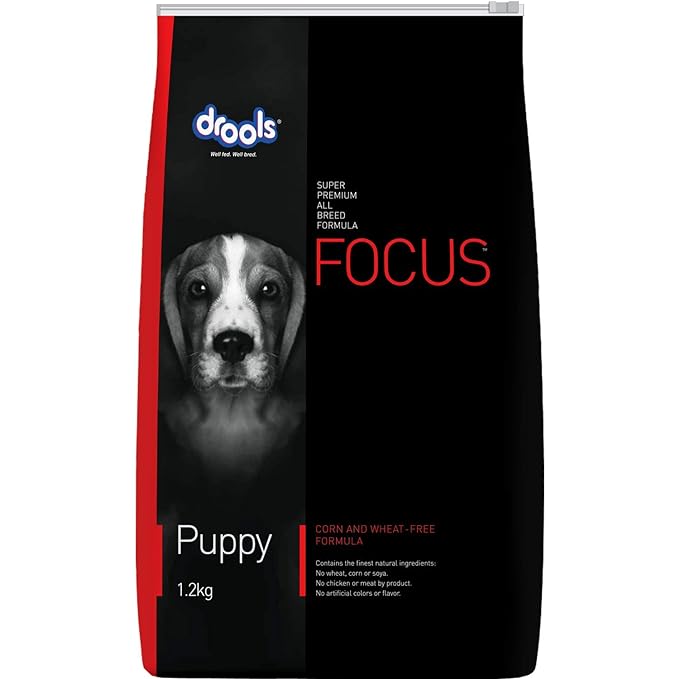 drools®
Well fed. Well bred.
SUPER
PREMIUM
ALL
BREED
FORMULA
FOCUS™
Puppy
1.2kg
CORN AND WHEAT-FREE
FORMULA
Contains the finest natural ingredients:
No wheat, corn or soya.
No chicken or meat by product.
No artificial colors or flavor.